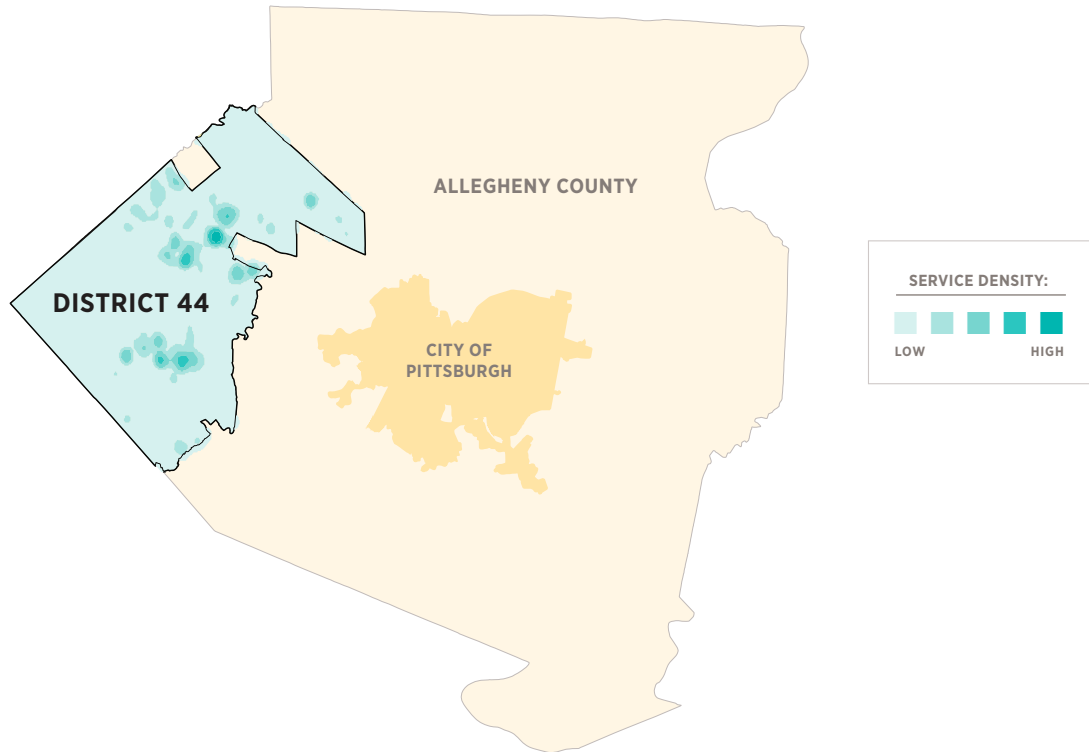 ALLEGHENY COUNTY
DISTRICT 44
CITY OF
PITTSBURGH
SERVICE DENSITY:
LOW
HIGH